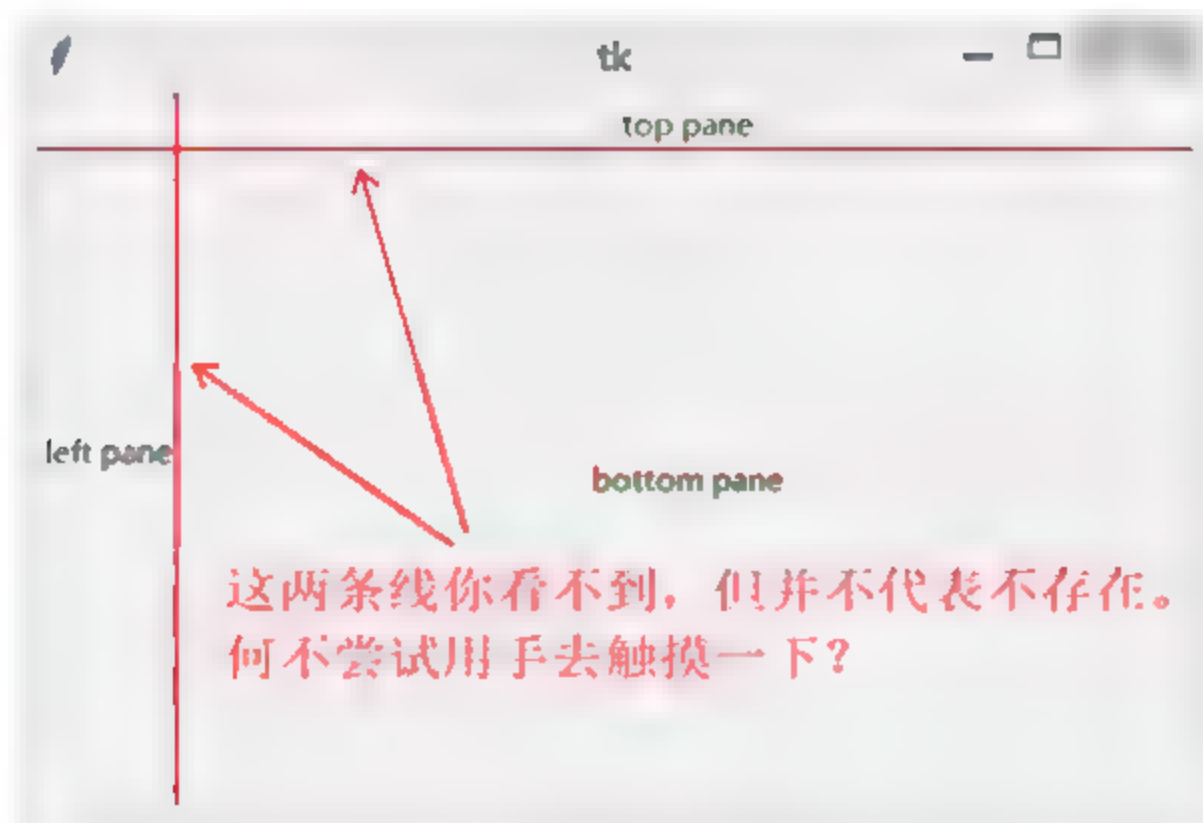 tk
top pane
left pane
bottom pane
这两条线你看不到，但并不代表不存在。
何不尝试用手去触摸一下？